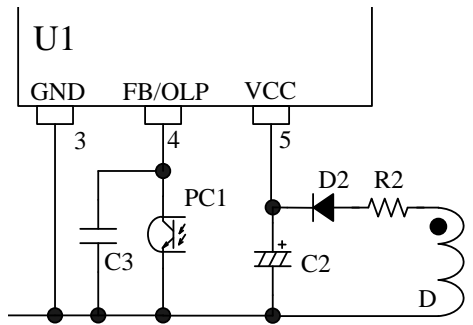 U1
GND FB/OLP VCC
3 4 5
D2 R2
PC1
C3 C2
D